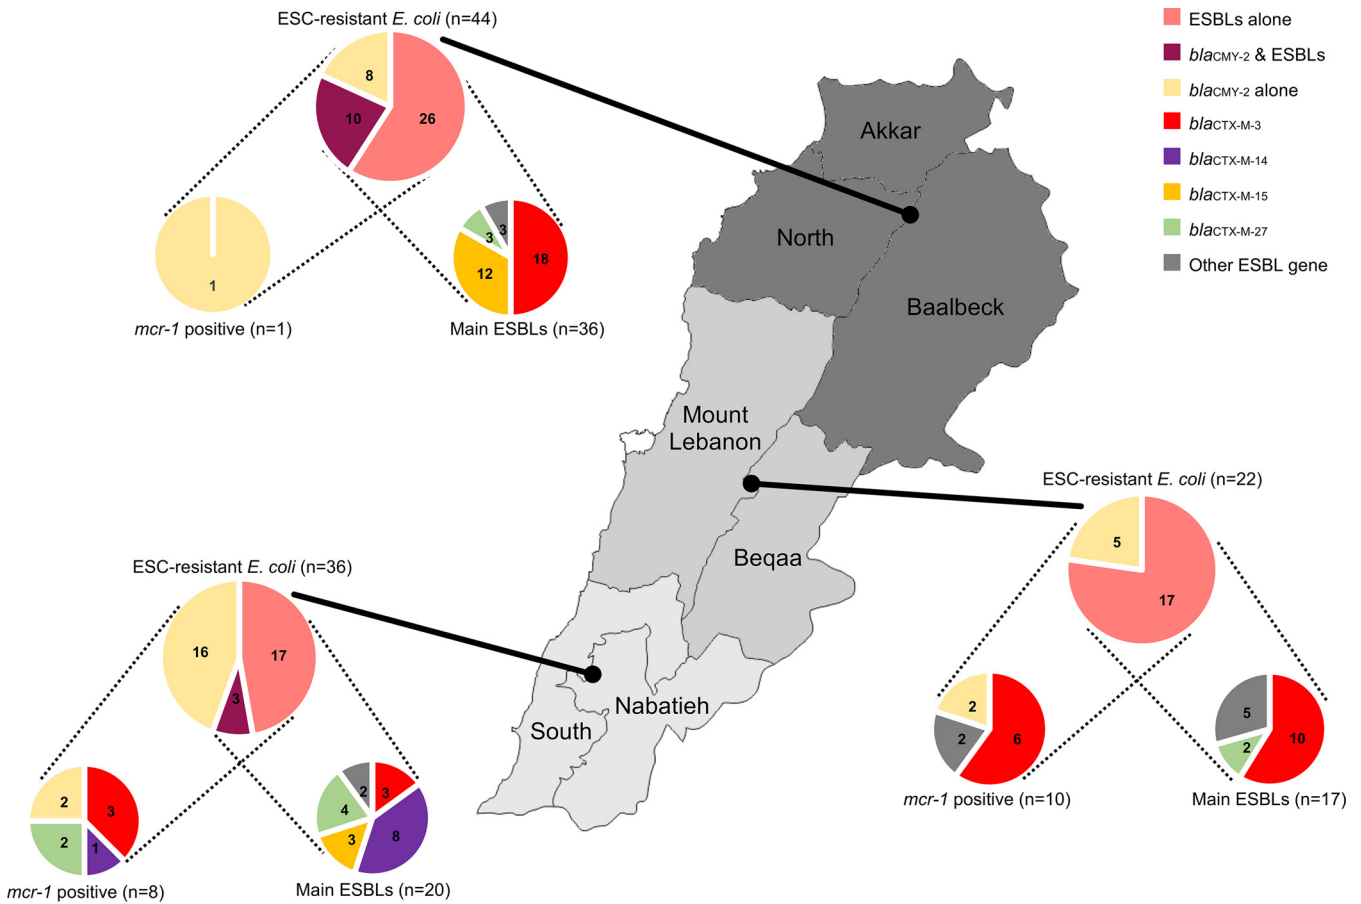 ESC-resistant E. coli (n=44)
8
10
26
1
mcr-1 positive (n=1)
3
3
12
18
Main ESBLs (n=36)
ESBLs alone
blaCMY-2 & ESBLs
blaCMY-2 alone
blaCTX-M-3
blaCTX-M-14
blaCTX-M-15
blaCTX-M-27
Other ESBL gene
Akkar
North
Baalbeck
Mount
Lebanon
Beqaa
Nabatieh
South
ESC-resistant E. coli (n=22)
5
17
2
2
6
mcr-1 positive (n=10)
5
2
10
Main ESBLs (n=17)
ESC-resistant E. coli (n=36)
16
17
3
2
3
2
1
mcr-1 positive (n=8)
2
3
4
3
8
Main ESBLs (n=20)